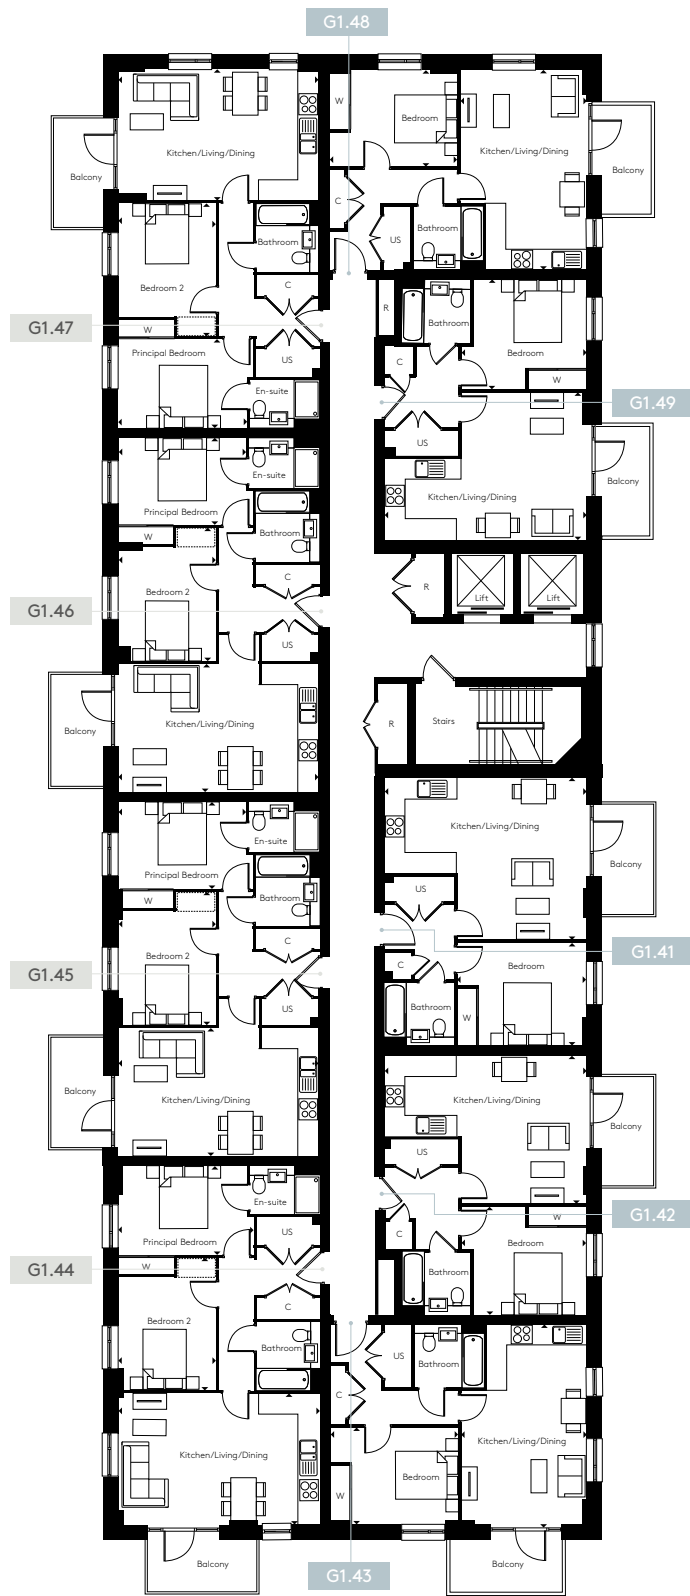 G1.48
W
Bedroom
Kitchen/Living/Dining
Kitchen/Living/Dining
Balcony
Balcony
C
Bathroom
US
Bathroom
Bedroom 2
C
R
Bathroom
G1.47
W
Principal Bedroom
US
C
Bedroom
W
En-suite
G1.49
US
En-suite
Principal Bedroom
Kitchen/Living/Dining
Balcony
W
Bathroom
C
Bedroom 2
R
Lift
Lift
G1.46
US
Kitchen/Living/Dining
Balcony
R
Stairs
Kitchen/Living/Dining
En-suite
Balcony
Principal Bedroom
W
Bathroom
US
C
G1.41
Bedroom 2
C
Bedroom
G1.45
US
Bathroom
W
Balcony
Kitchen/Living/Dining
Kitchen/Living/Dining
Balcony
US
En-suite
G1.42
W
Principal Bedroom
US
C
Bedroom
W
G1.44
Bathroom
C
Bedroom 2
Bathroom
US
Bathroom
C
Kitchen/Living/Dining
Kitchen/Living/Dining
Bedroom
W
Balcony
Balcony
G1.43